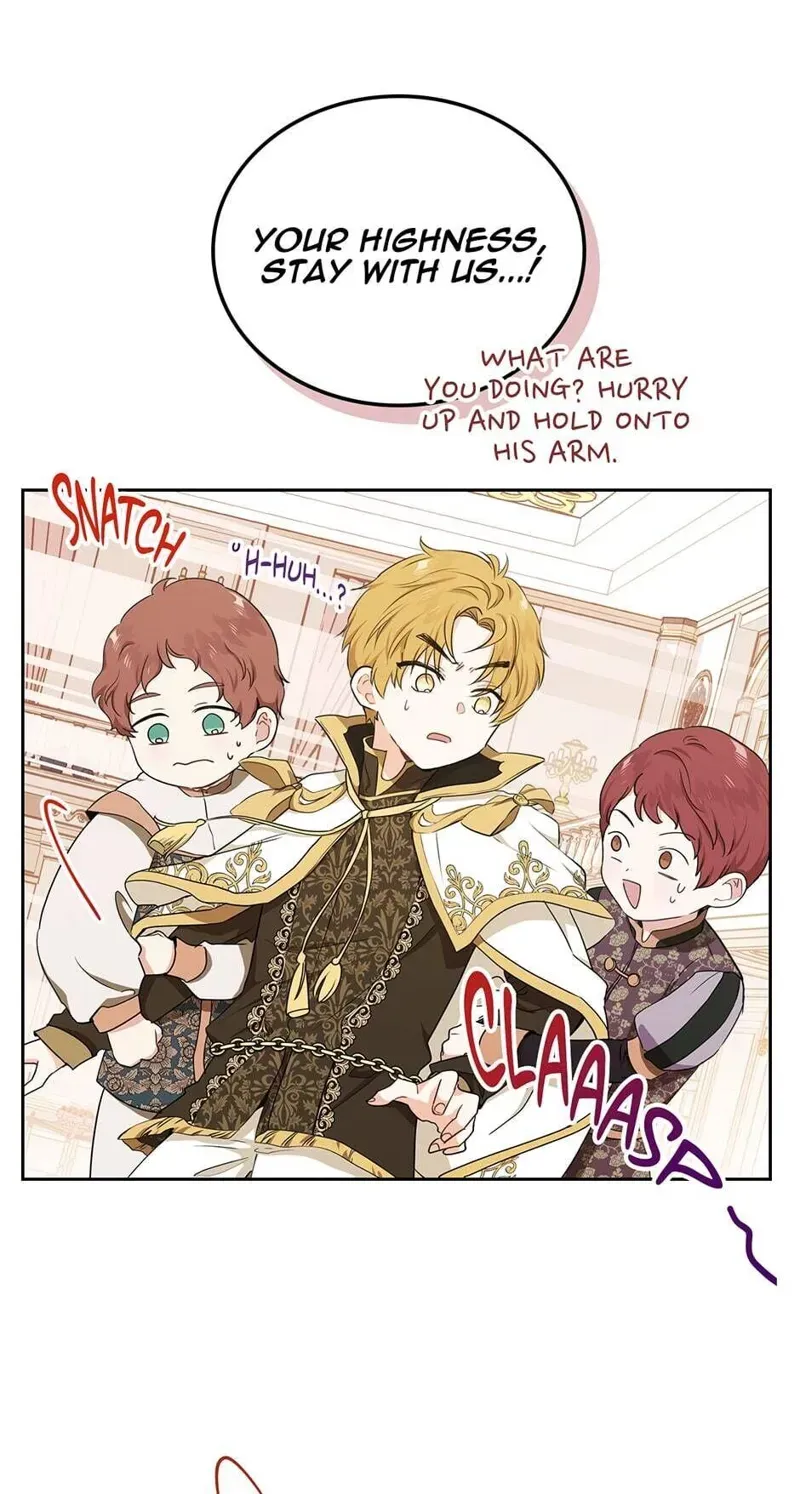 YOUR HIGHNESS,
STAY WITH US...!
WHAT ARE
YOU DOING? HURRY
UP AND HOLD ONTO
HIS ARM.
SNATCH
H-HUH...?
CLAAAASP